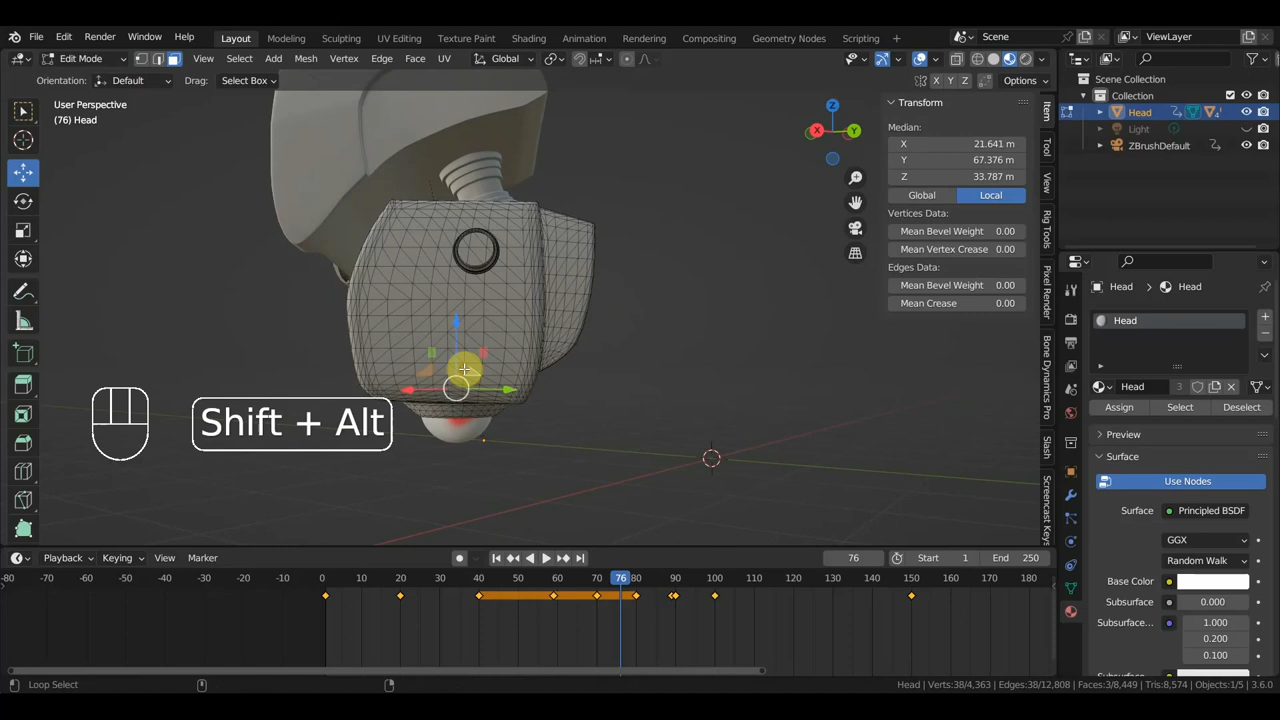 File Edit Render Window Help Layout Modeling Sculpting UV Editing Texture Paint Shading Animation Rendering Compositing Geometry Nodes Scripting + Scene ViewLayer
Edit Mode View Select Add Mesh Vertex Edge Face UV Global
Orientation: Default Drag: Select Box X Y Z Options
User Perspective
(76) Head
Z
X Y
Transform
Median:
X 21.641 m
Y 67.376 m
Z 33.787 m
Global Local
Vertices Data:
Mean Bevel Weight 0.00
Mean Vertex Crease 0.00
Edges Data:
Mean Bevel Weight 0.00
Mean Crease 0.00
Item
Tool
View
Rig Tools
Pixel Render
Bone Dynamics Pro
Slash
Screencast Keys
Scene Collection
Collection
Head
Light
ZBrushDefault
Head Head
Head
Head 3
Assign Select Deselect
Preview
Surface
Use Nodes
Surface Principled BSDF
GGX
Random Walk
Base Color
Subsurface 0.000
Subsurface... 1.000
0.200
0.100
Shift + Alt
Playback Keying View Marker 76 Start 1 End 250
-80 -70 -60 -50 -40 -30 -20 -10 0 10 20 30 40 50 60 70 76 80 90 100 110 120 130 140 150 160 170 180
Loop Select Head | Verts:38/4,363 | Edges:38/12,808 | Faces:3/8,449 | Tris:8,574 | Objects:1/5 | 3.6.0